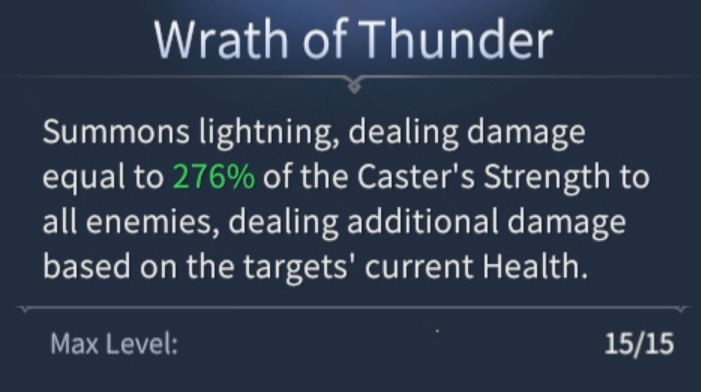 Wrath of Thunder
Summons lightning, dealing damage
equal to 276% of the Caster's Strength to
all enemies, dealing additional damage
based on the targets' current Health.
Max Level: 15/15